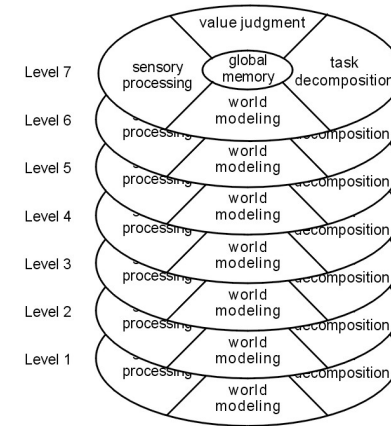 value judgment
Level 7
sensory
processing
global
memory
task
decomposition
world
modeling
Level 6
processing
decomposition
world
modeling
Level 5
processing
decomposition
world
modeling
Level 4
processing
decomposition
world
modeling
Level 3
processing
decomposition
world
modeling
Level 2
processing
decomposition
world
modeling
Level 1
processing
decomposition
world
modeling